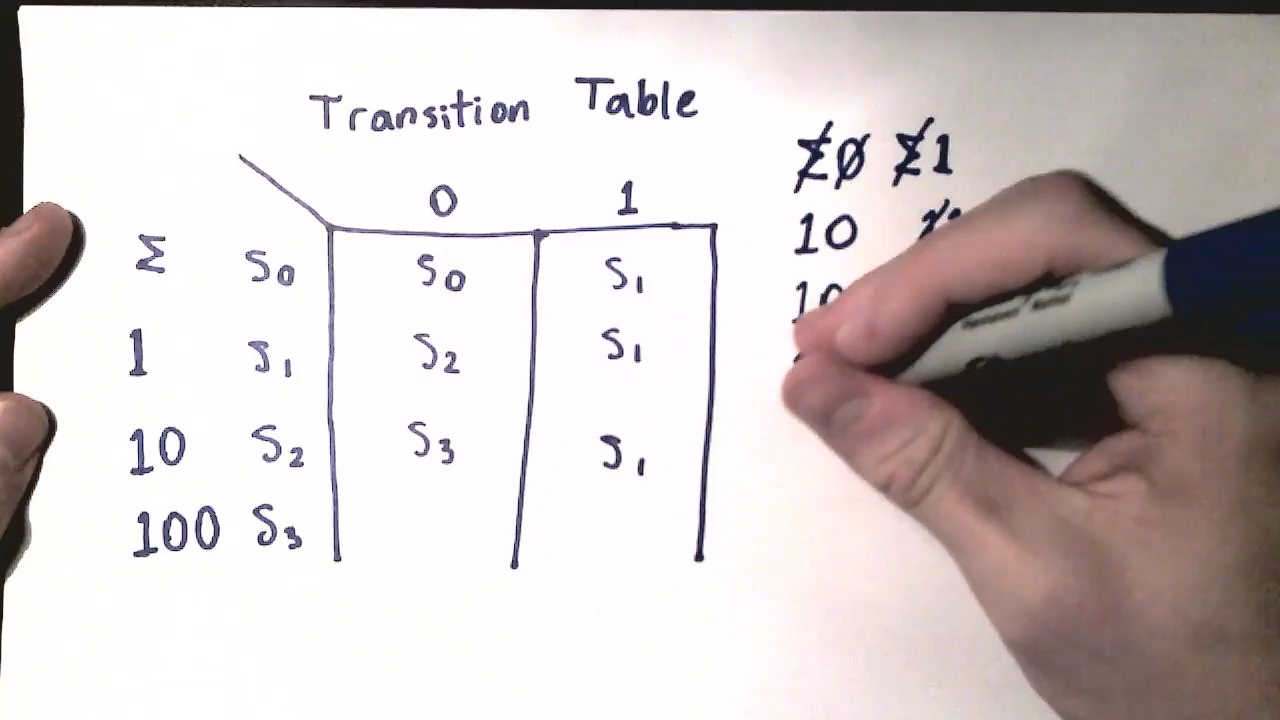 Transition Table
0 1
Σ S0 S0 S1
1 S1 S2 S1
10 S2 S3 S1
100 S3
Σ0 Σ1
10
10